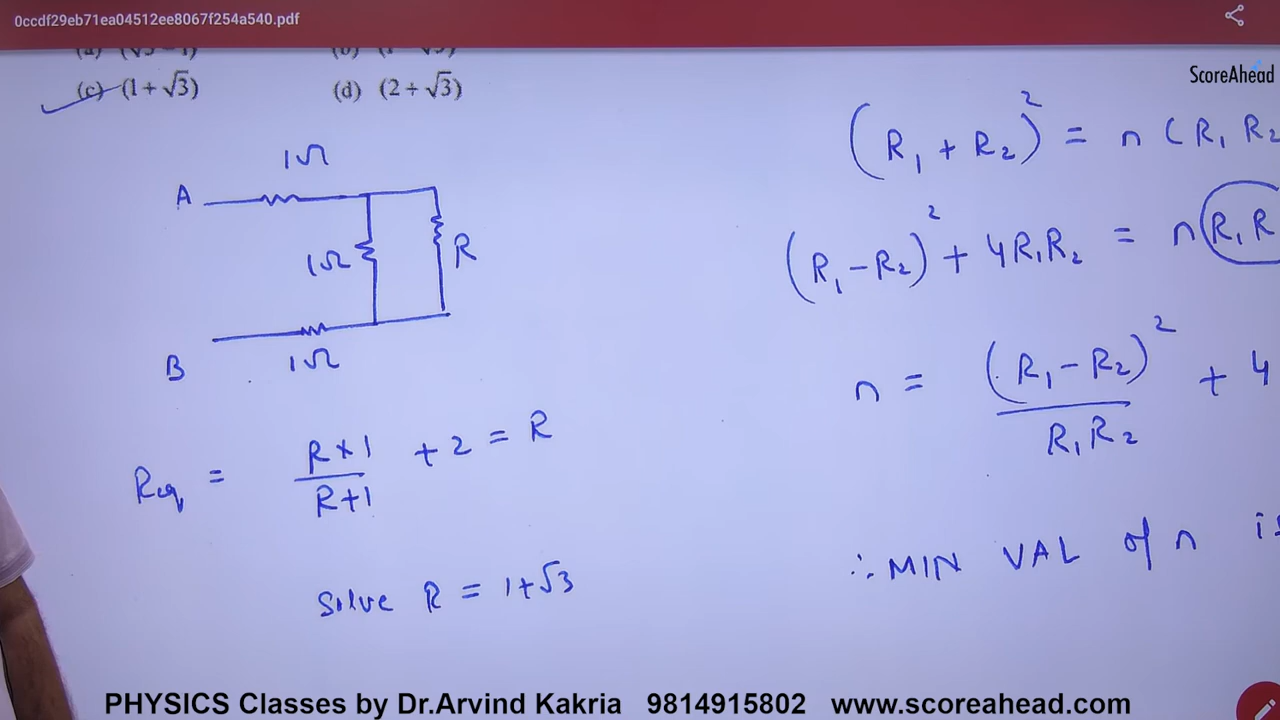 0ccdf29eb71ea04512ee8067f254a540.pdf
ScoreAhead
(c) (1 + √3)
(d) (2 + √3)
1Ω
A
1Ω
R
B
1Ω
Req = R×1/R+1 + 2 = R
Solve R = 1+√3
(R₁ + R₂)² = n (R₁ R₂
(R₁ − R₂)² + 4R₁R₂ = n(R₁ R
n = (R₁ − R₂)²/R₁R₂ + 4
∴ MIN VAL of n is
PHYSICS Classes by Dr.Arvind Kakria 9814915802 www.scoreahead.com